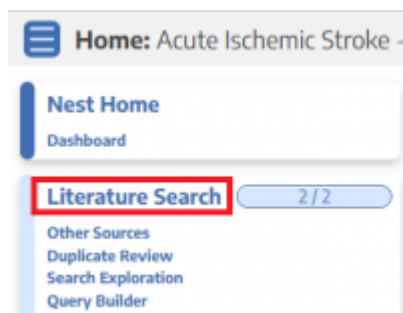 Home: Acute Ischemic Stroke -
Nest Home
Dashboard
Literature Search 2/2
Other Sources
Duplicate Review
Search Exploration
Query Builder